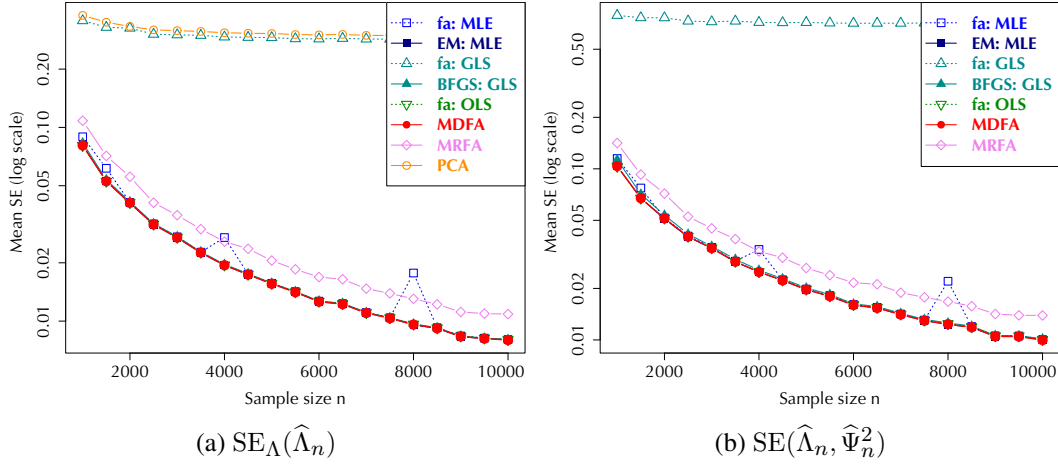 Mean SE (log scale)
0.20
0.10
0.05
0.02
0.01
2000 4000 6000 8000 10000
Sample size n
fa: MLE
EM: MLE
fa: GLS
BFGS: GLS
fa: OLS
MDFA
MRFA
PCA
(a) SE_Λ(Λ̂_n)
Mean SE (log scale)
0.50
0.20
0.10
0.05
0.02
0.01
2000 4000 6000 8000 10000
Sample size n
fa: MLE
EM: MLE
fa: GLS
BFGS: GLS
fa: OLS
MDFA
MRFA
(b) SE(Λ̂_n, Ψ̂²_n)